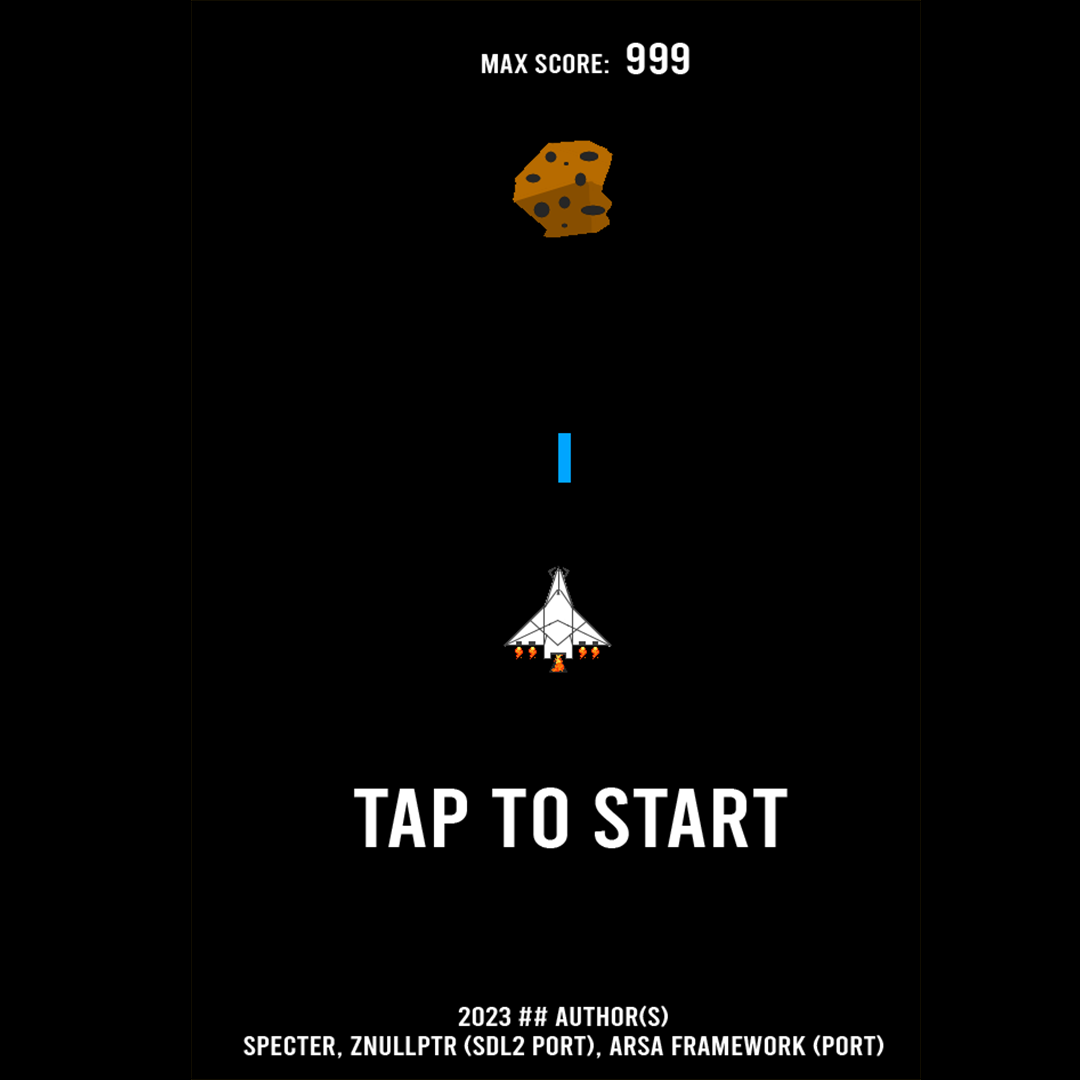 MAX SCORE: 999
TAP TO START
2023 ## AUTHOR(S)
SPECTER, ZNULLPTR (SDL2 PORT), ARSA FRAMEWORK (PORT)